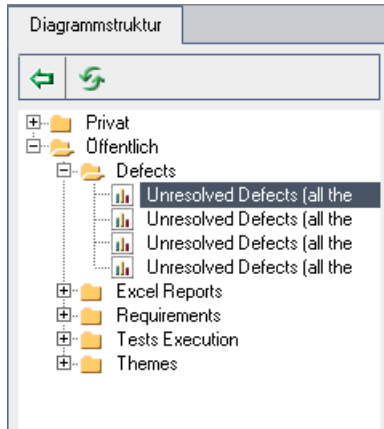 Diagrammstruktur
Privat
Öffentlich
Defects
Unresolved Defects (all the
Unresolved Defects (all the
Unresolved Defects (all the
Unresolved Defects (all the
Excel Reports
Requirements
Tests Execution
Themes